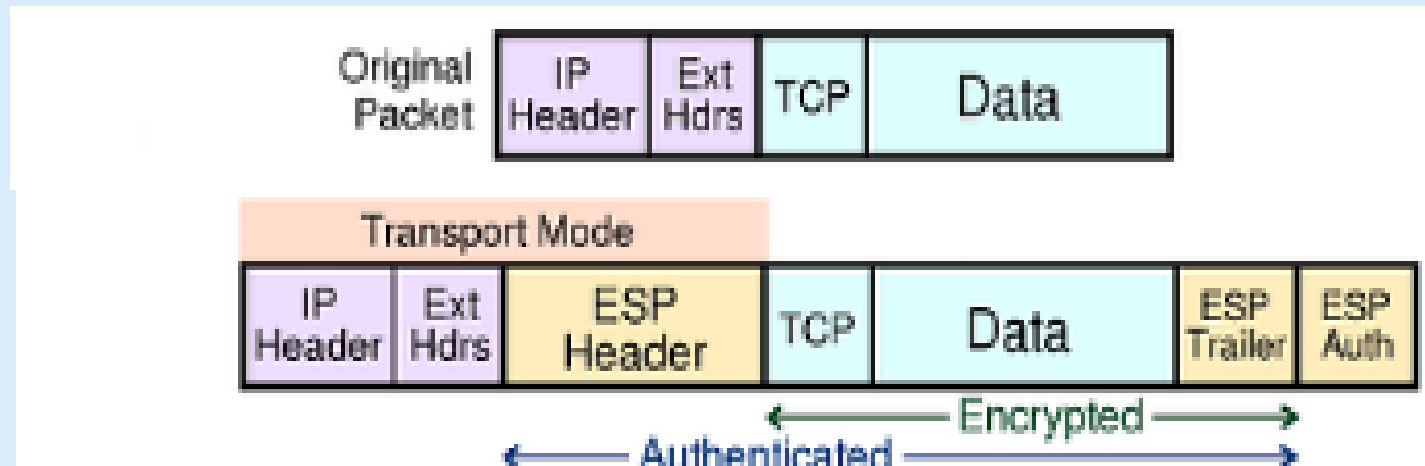 Original
Packet
IP
Header
Ext
Hdrs
TCP
Data
Transport Mode
IP
Header
Ext
Hdrs
ESP
Header
TCP
Data
ESP
Trailer
ESP
Auth
Encrypted
Authenticated